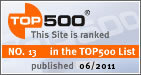 TOP500®
This Site is ranked
NO. 13 in the TOP500 List
published 06/2011